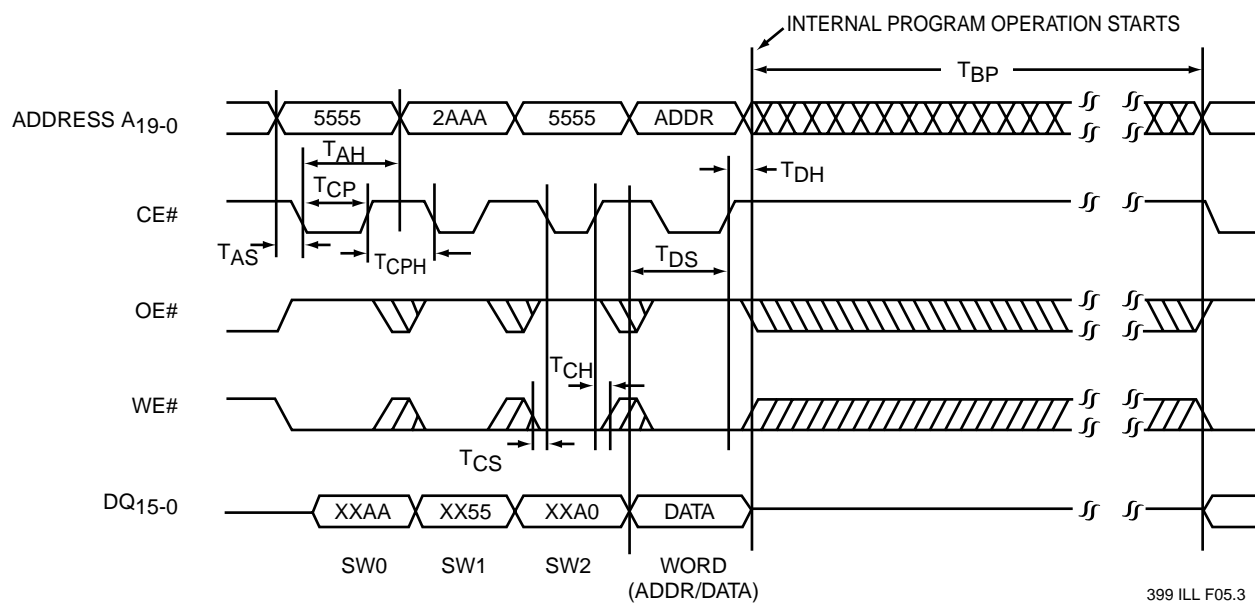 INTERNAL PROGRAM OPERATION STARTS
TBP
ADDRESS A19-0
5555
2AAA
5555
ADDR
TAH
TDH
TCP
CE#
TAS
TCPH
TDS
OE#
TCH
WE#
TCS
DQ15-0
XXAA
XX55
XXA0
DATA
SW0
SW1
SW2
WORD
(ADDR/DATA)
399 ILL F05.3